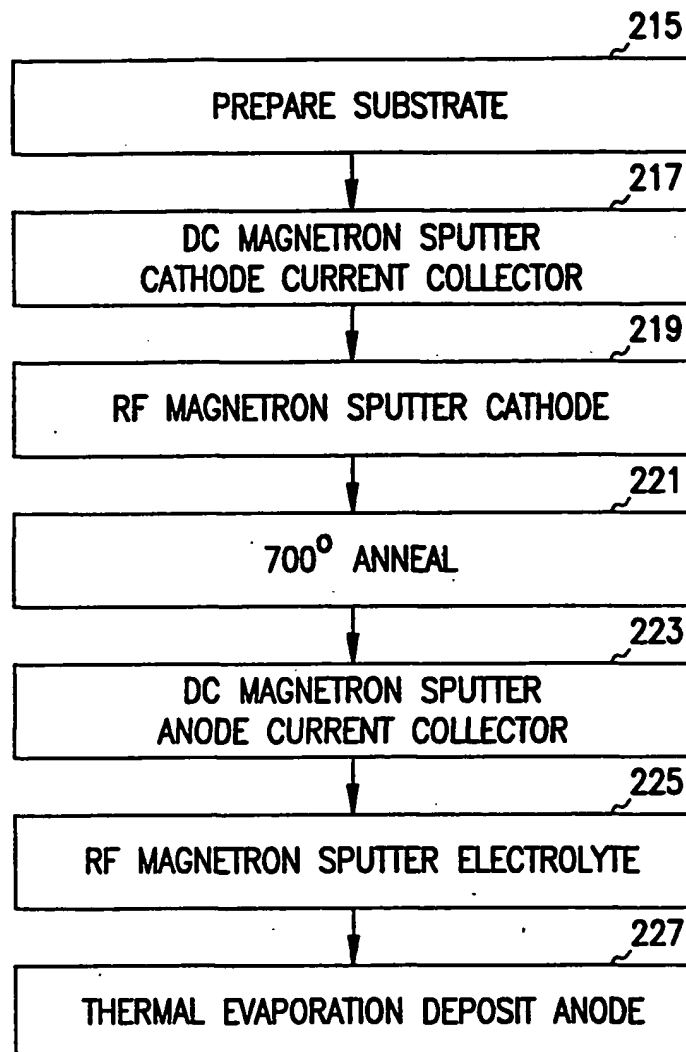 215
PREPARE SUBSTRATE
217
DC MAGNETRON SPUTTER
CATHODE CURRENT COLLECTOR
219
RF MAGNETRON SPUTTER CATHODE
221
700° ANNEAL
223
DC MAGNETRON SPUTTER
ANODE CURRENT COLLECTOR
225
RF MAGNETRON SPUTTER ELECTROLYTE
227
THERMAL EVAPORATION DEPOSIT ANODE